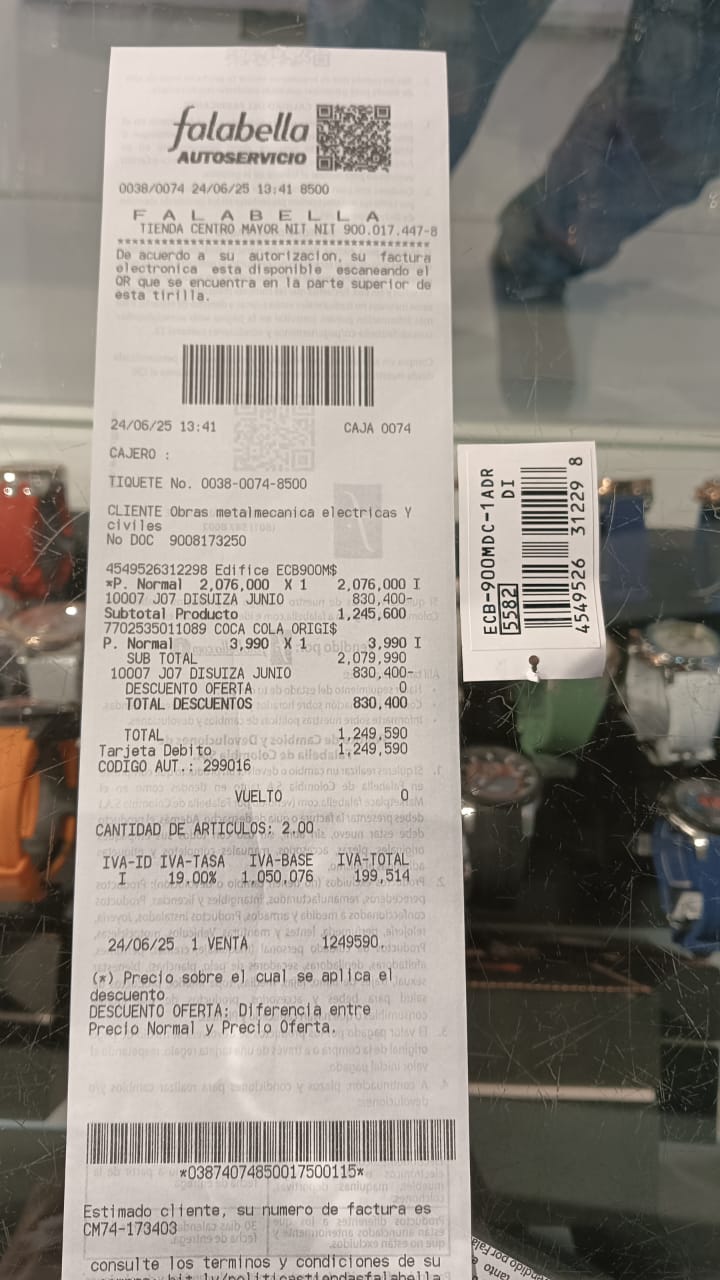 falabella
AUTOSERVICIO
0038/0074 24/06/25 13:41 8500
F A L A B E L L A
TIENDA CENTRO MAYOR NIT NIT 900.017.447-8
******************************************
De acuerdo a su autorizacion, su factura
electronica esta disponible escaneando el
QR que se encuentra en la parte superior de
esta tirilla.
24/06/25 13:41 CAJA 0074
CAJERO :
TIQUETE No. 0038-0074-8500
CLIENTE Obras metalmecanica electricas Y
civiles
No DOC 9008173250
4549526312298 Edifice ECB900M$
*P. Normal 2,076,000 X 1 2,076,000 I
10007 J07 DISUIZA JUNIO 830,400-
Subtotal Producto 1,245,600
7702535011089 COCA COLA ORIGI$
P. Normal 3,990 X 1 3,990 I
SUB TOTAL 2,079,990
10007 J07 DISUIZA JUNIO 830,400-
DESCUENTO OFERTA 0
TOTAL DESCUENTOS 830,400
TOTAL 1,249,590
Tarjeta Debito 1,249,590
CODIGO AUT.: 299016
VUELTO 0
CANTIDAD DE ARTICULOS: 2.00
IVA-ID IVA-TASA IVA-BASE IVA-TOTAL
I 19.00% 1,050,076 199,514
24/06/25 1 VENTA 1249590.
(*) Precio sobre el cual se aplica el
descuento
DESCUENTO OFERTA: Diferencia entre
Precio Normal y Precio Oferta.
*03874074850017500115*
Estimado cliente, su numero de factura es
CM74-173403
consulte los terminos y condiciones de su
ECB-900MDC-1ADR
DI
5582
4549526 31229 8